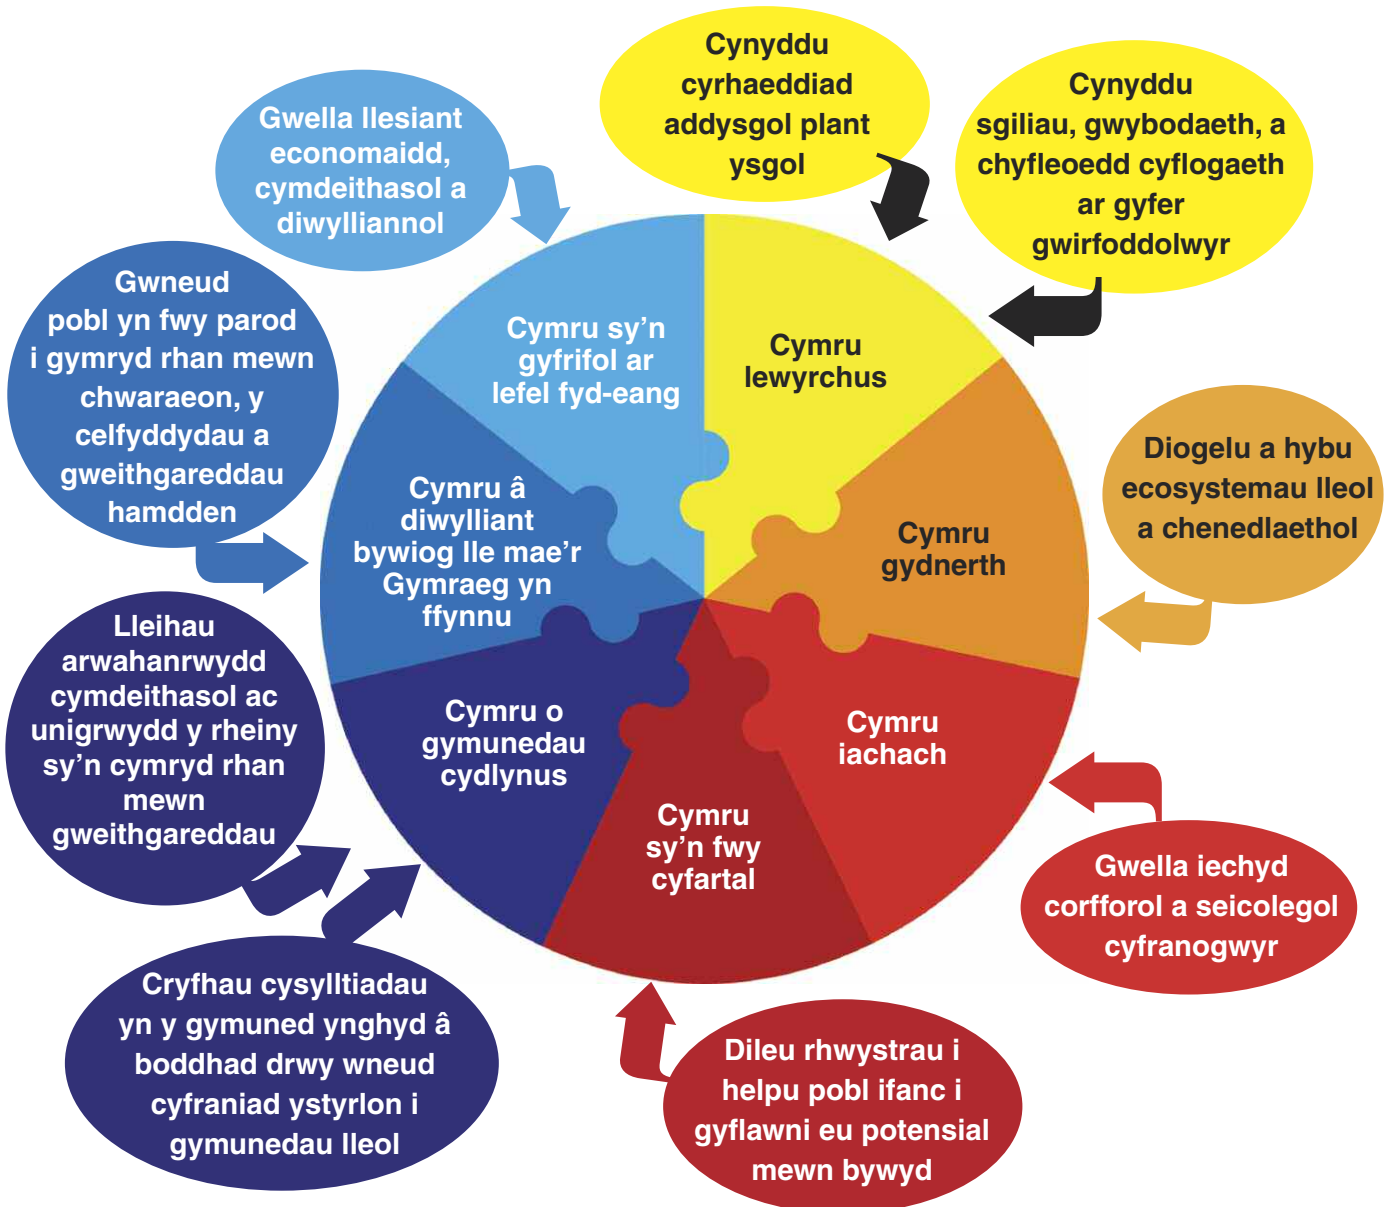 Cynyddu
cyrhaeddiad
addysgol plant
ysgol
Cynyddu
sgiliau, gwybodaeth, a
chyfleoedd cyflogaeth
ar gyfer
gwirfoddolwyr
Gwella llesiant
economaidd,
cymdeithasol a
diwylliannol
Gwneud
pobl yn fwy parod
i gymryd rhan mewn
chwaraeon, y
celfyddydau a
gweithgareddau
hamdden
Cymru sy’n
gyfrifol ar
lefel fyd-eang
Cymru
lewyrchus
Diogelu a hybu
ecosystemau lleol
a chenedlaethol
Cymru â
diwylliant
bywiog lle mae’r
Gymraeg yn
ffynnu
Cymru
gydnerth
Lleihau
arwahanrwydd
cymdeithasol ac
unigrwydd y rheiny
sy’n cymryd rhan
mewn
gweithgareddau
Cymru o
gymunedau
cydlynus
Cymru
sy’n fwy
cyfartal
Cymru
iachach
Gwella iechyd
corfforol a seicolegol
cyfranogwyr
Cryfhau cysylltiadau
yn y gymuned ynghyd â
boddhad drwy wneud
cyfraniad ystyrlon i
gymunedau lleol
Dileu rhwystrau i
helpu pobl ifanc i
gyflawni eu potensial
mewn bywyd